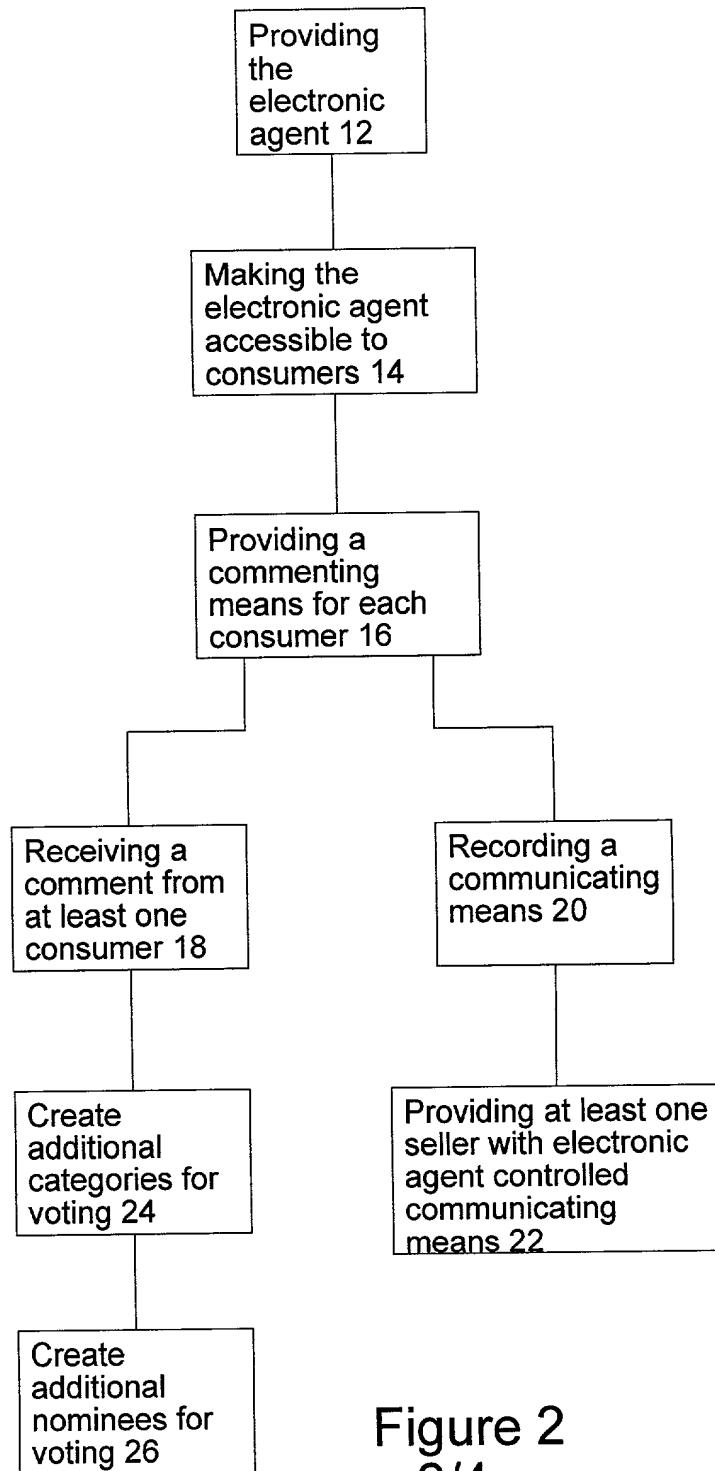 Providing
the
electronic
agent 12
Making the
electronic agent
accessible to
consumers 14
Providing a
commenting
means for each
consumer 16
Receiving a
comment from
at least one
consumer 18
Recording a
communicating
means 20
Create
additional
categories for
voting 24
Providing at least one
seller with electronic
agent controlled
communicating
means 22
Create
additional
nominees for
voting 26
Figure 2
2/4